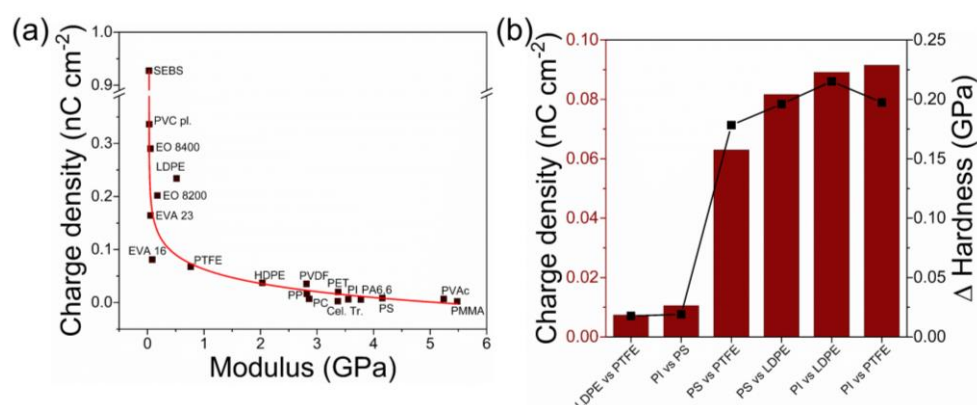 (a)
Charge density (nC cm-2)
1.0
0.9
0.3
0.2
0.1
0.0
SEBS
PVC pl.
EO 8400
LDPE
EO 8200
EVA 23
EVA 16
PTFE
HDPE
PVDF
PP
PC
PET
Cel. Tr.
PI
PA6,6
PS
PVAc
PMMA
0 1 2 3 4 5 6
Modulus (GPa)
(b)
Charge density (nC cm-2)
0.10
0.08
0.06
0.04
0.02
0.00
0.25
0.20
0.15
0.10
0.05
0.00
Δ Hardness (GPa)
LDPE vs PTFE
PI vs PS
PS vs PTFE
PS vs LDPE
PI vs LDPE
PI vs PTFE